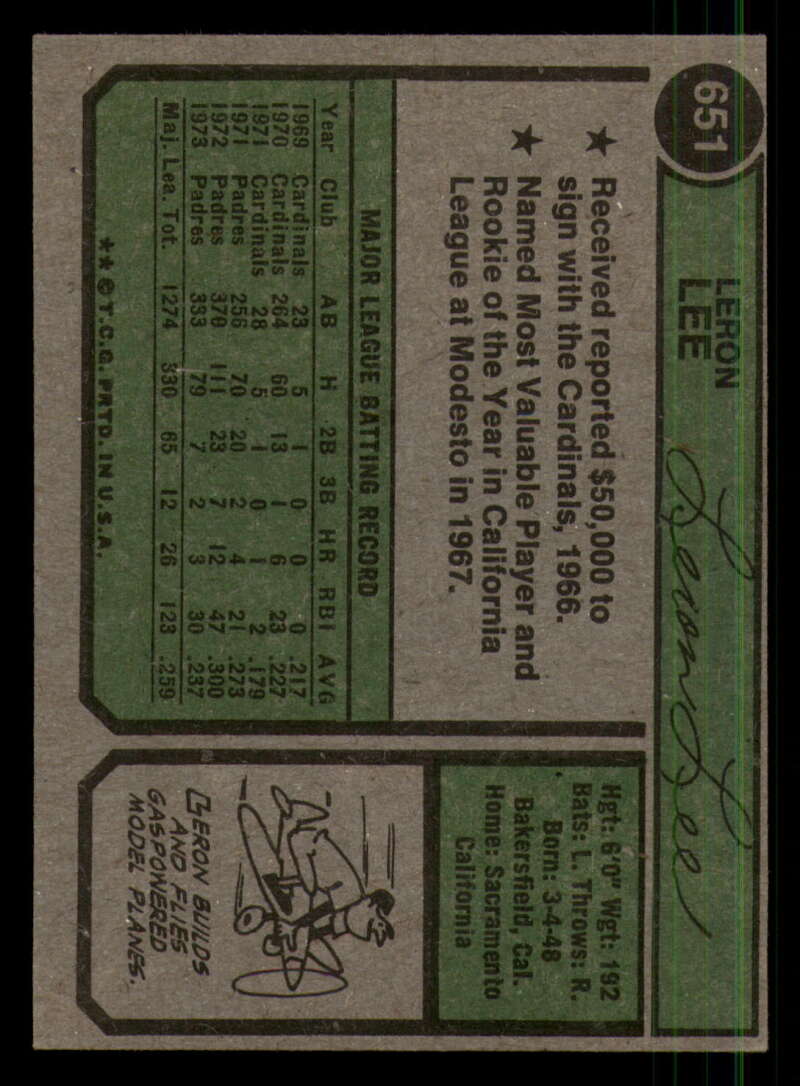 651
LERON
LEE
Leron Lee
★ Received reported $50,000 to
sign with the Cardinals, 1966.
★ Named Most Valuable Player and
Rookie of the Year in California
League at Modesto in 1967.
Hgt: 6'0" Wgt: 192
Bats: L. Throws: R.
Born: 3-4-48
Bakersfield, Cal.
Home: Sacramento
California
MAJOR LEAGUE BATTING RECORD
Year Club AB H 2B 3B HR RBI AVG
1969 Cardinals 23 5 1 0 0 0 .217
1970 Cardinals 264 60 13 1 6 23 .227
1971 Cardinals 28 5 1 0 1 2 .179
1971 Padres 256 70 20 2 4 21 .273
1972 Padres 370 111 23 7 12 47 .300
1973 Padres 333 79 7 2 3 30 .237
Maj. Lea. Tot. 1274 330 65 12 26 123 .259
**©T.C.G. PRTD. IN U.S.A.
LERON BUILDS
AND FLIES
GAS POWERED
MODEL PLANES.